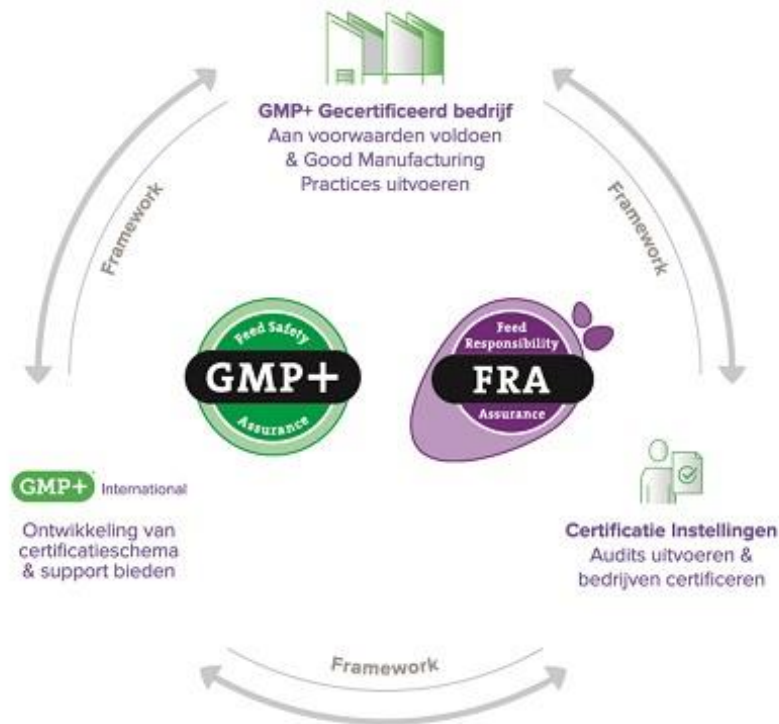 GMP+ Gecertificeerd bedrijf
Aan voorwaarden voldoen
& Good Manufacturing
Practices uitvoeren
Framework
Framework
Feed Safety
GMP+
Assurance
Feed
Responsibility
FRA
Assurance
GMP+ International
Ontwikkeling van
certificatieschema
& support bieden
Certificatie Instellingen
Audits uitvoeren &
bedrijven certificeren
Framework